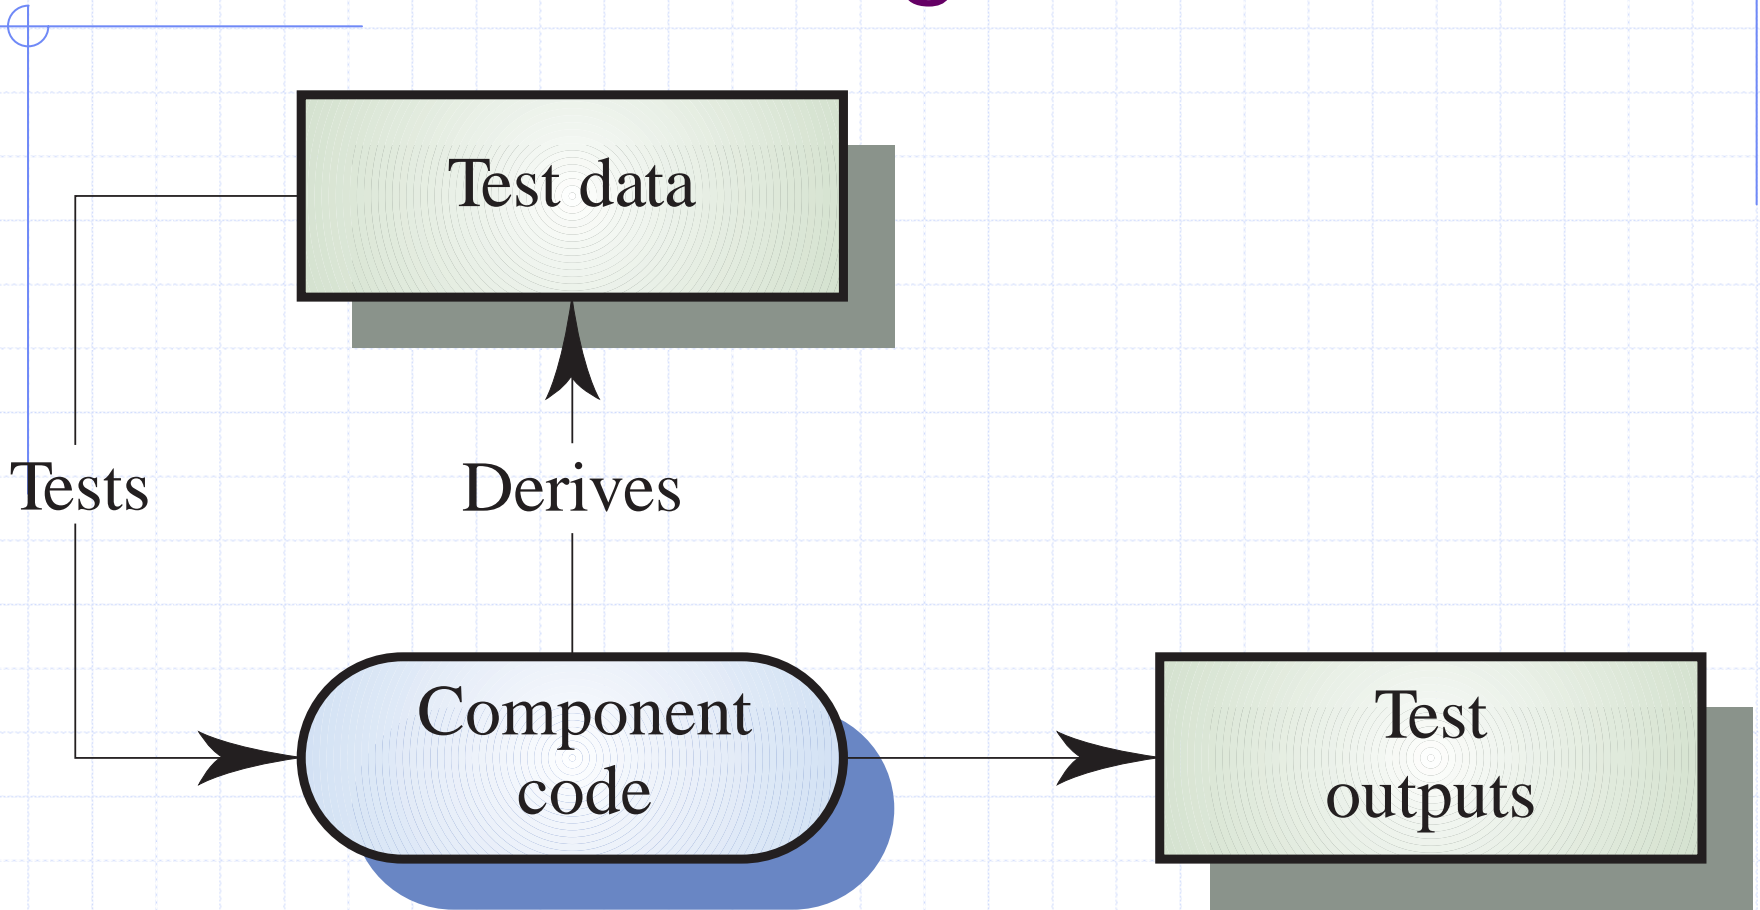 Test data
Tests
Derives
Component
code
Test
outputs